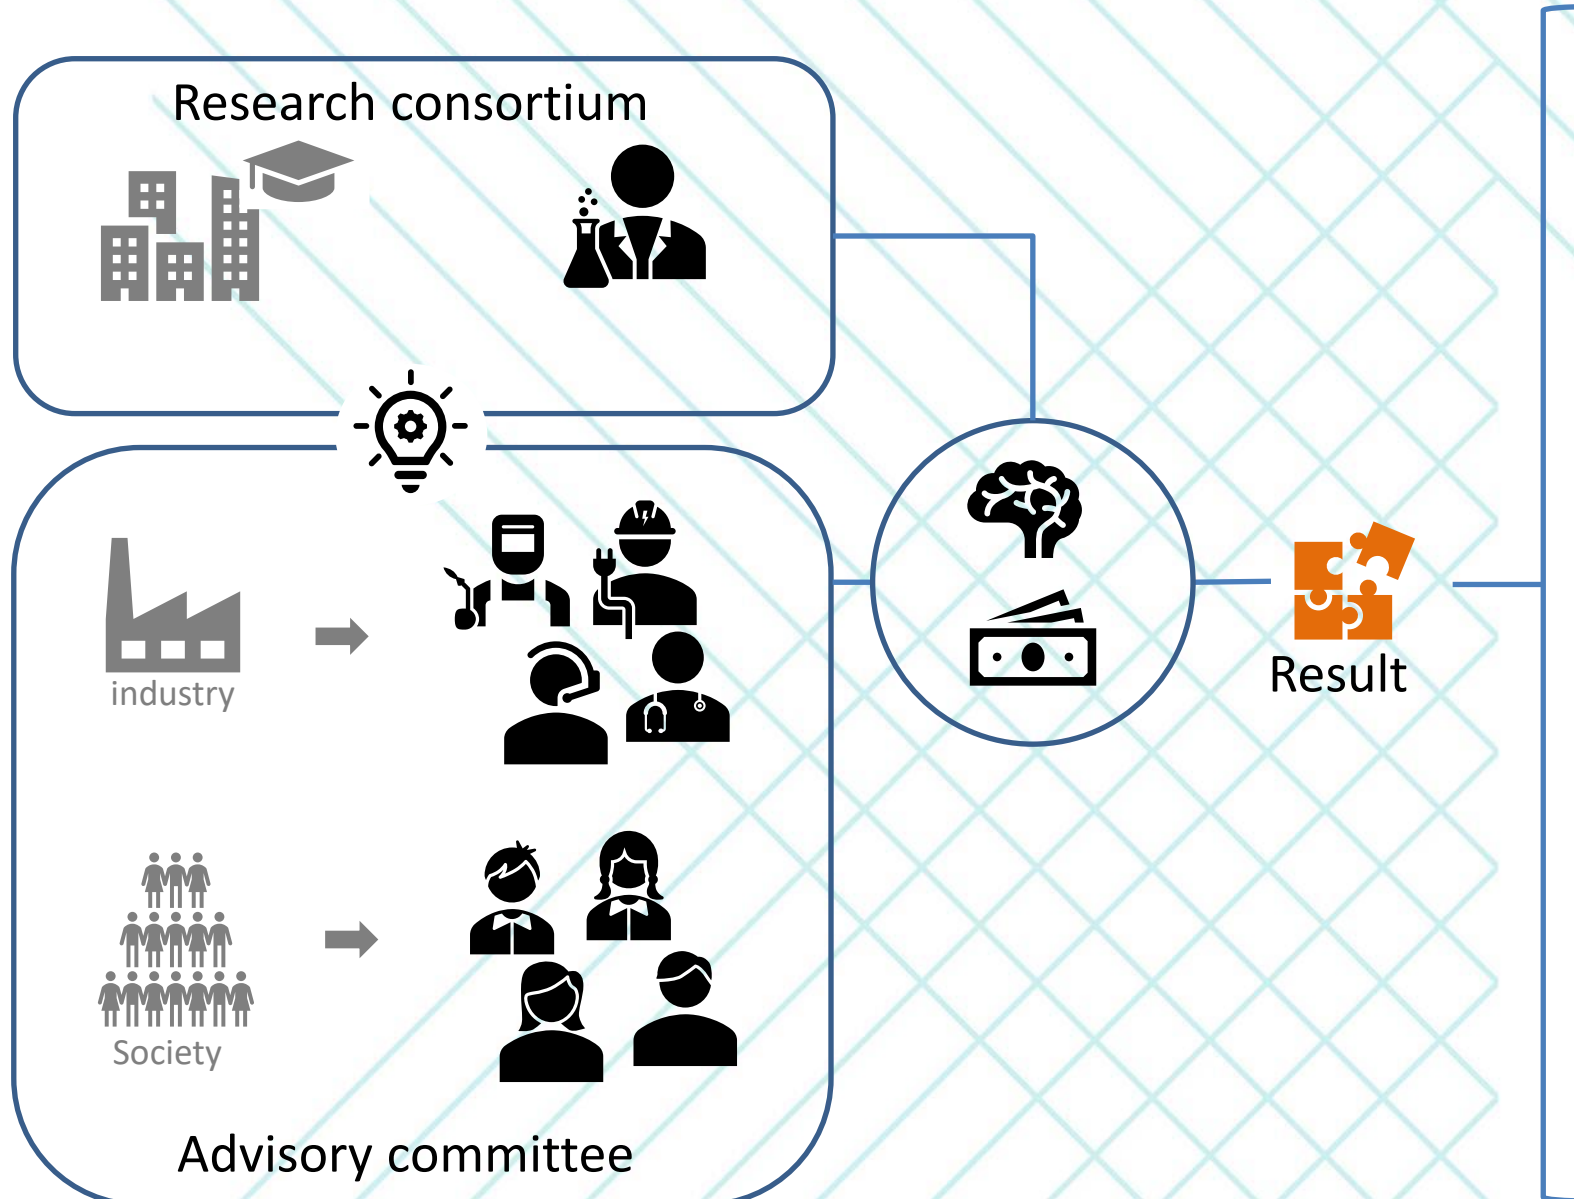 Research consortium
industry
Society
Advisory committee
Result